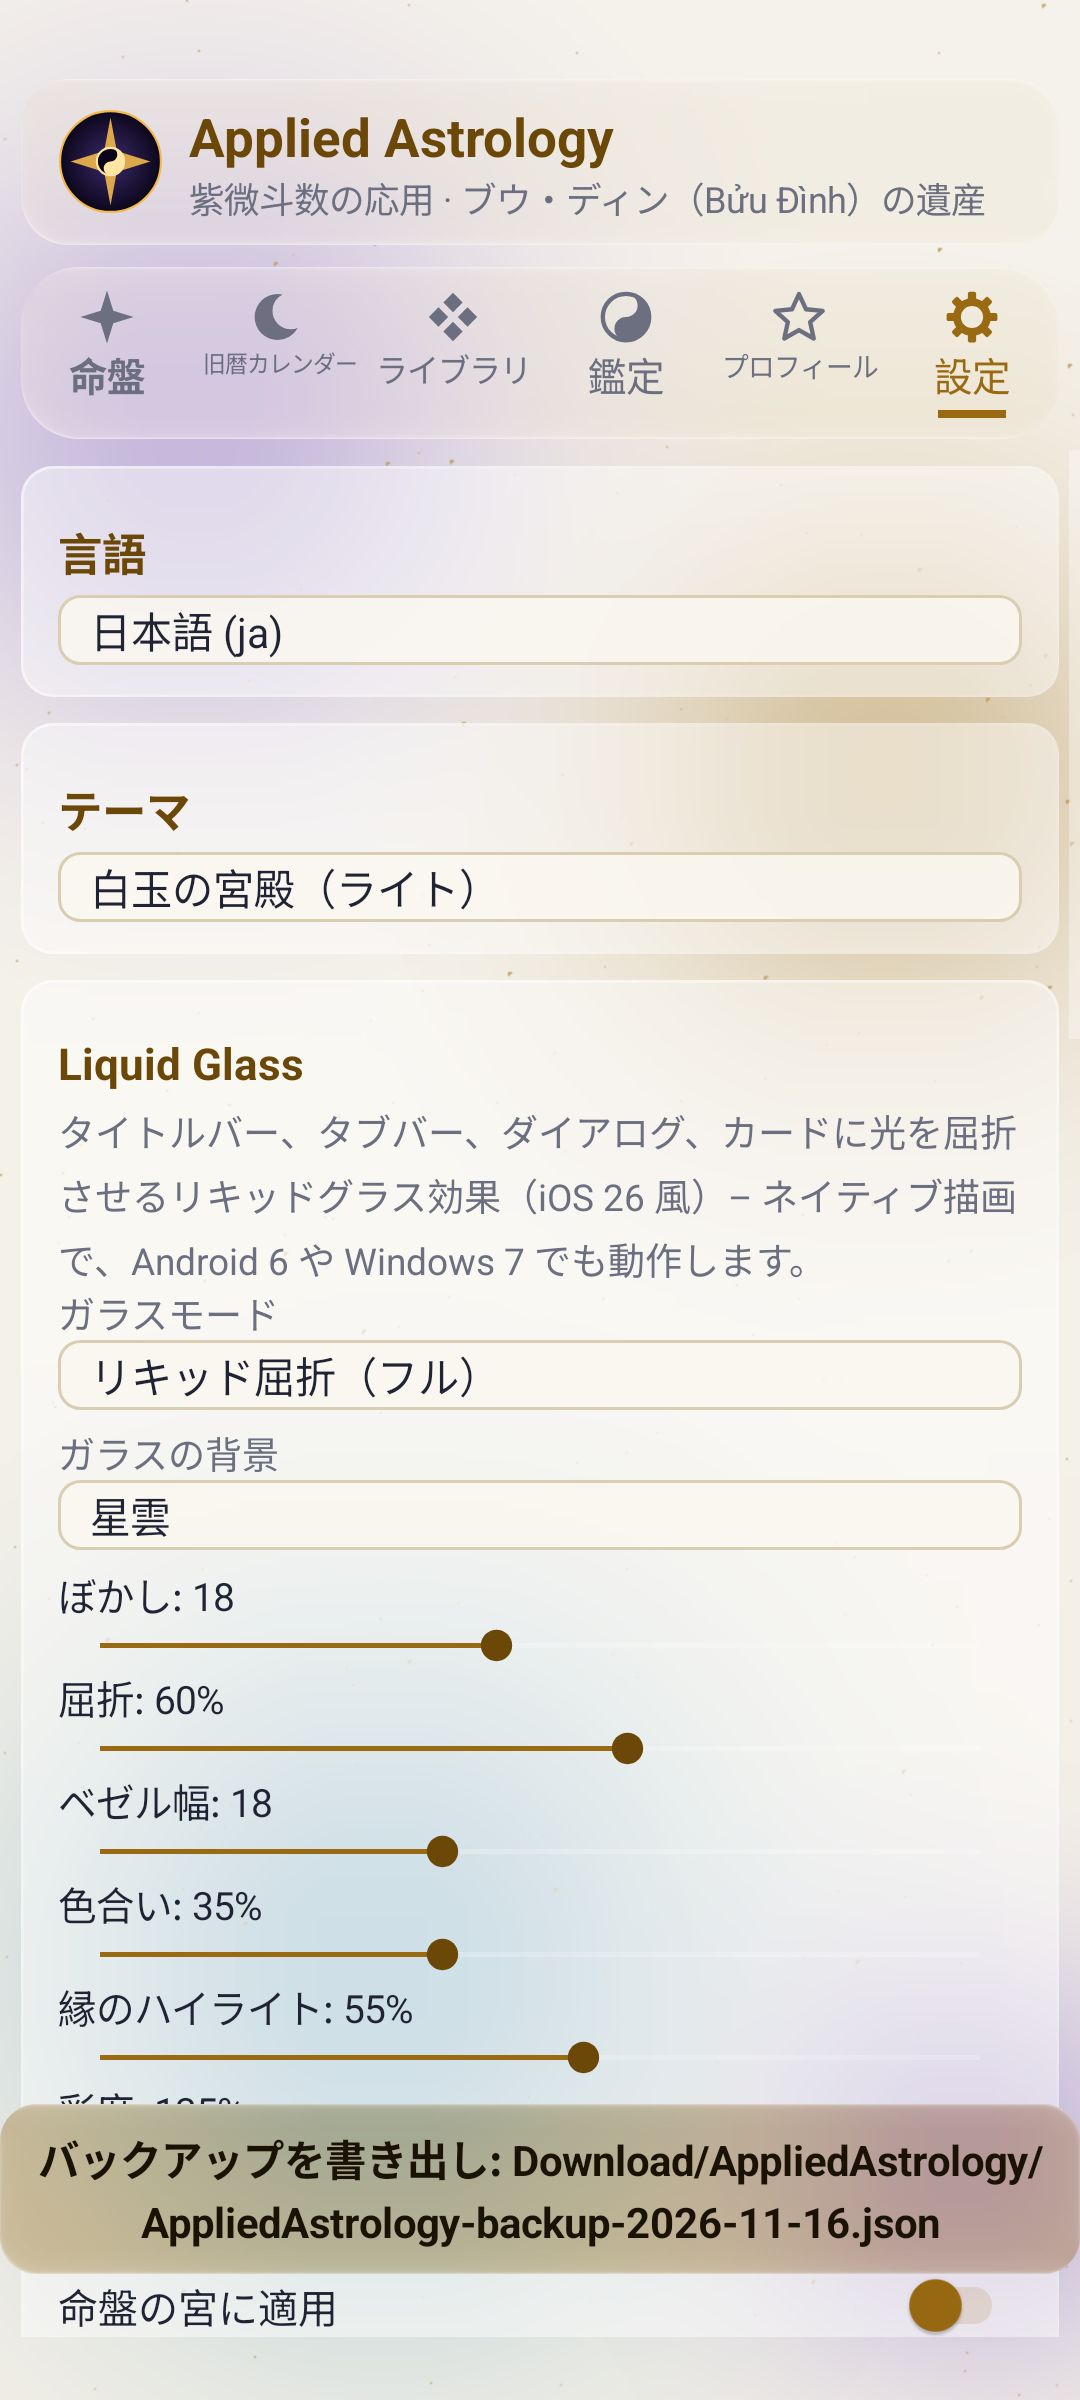 Applied Astrology
紫微斗数の応用 · ブウ・ディン（Bửu Đình）の遺産
命盤
旧暦カレンダー
ライブラリ
鑑定
プロフィール
設定
言語
日本語 (ja)
テーマ
白玉の宮殿（ライト）
Liquid Glass
タイトルバー、タブバー、ダイアログ、カードに光を屈折
させるリキッドグラス効果（iOS 26 風）– ネイティブ描画
で、Android 6 や Windows 7 でも動作します。
ガラスモード
リキッド屈折（フル）
ガラスの背景
星雲
ぼかし: 18
屈折: 60%
ベゼル幅: 18
色合い: 35%
縁のハイライト: 55%
バックアップを書き出し: Download/AppliedAstrology/
AppliedAstrology-backup-2026-11-16.json
命盤の宮に適用